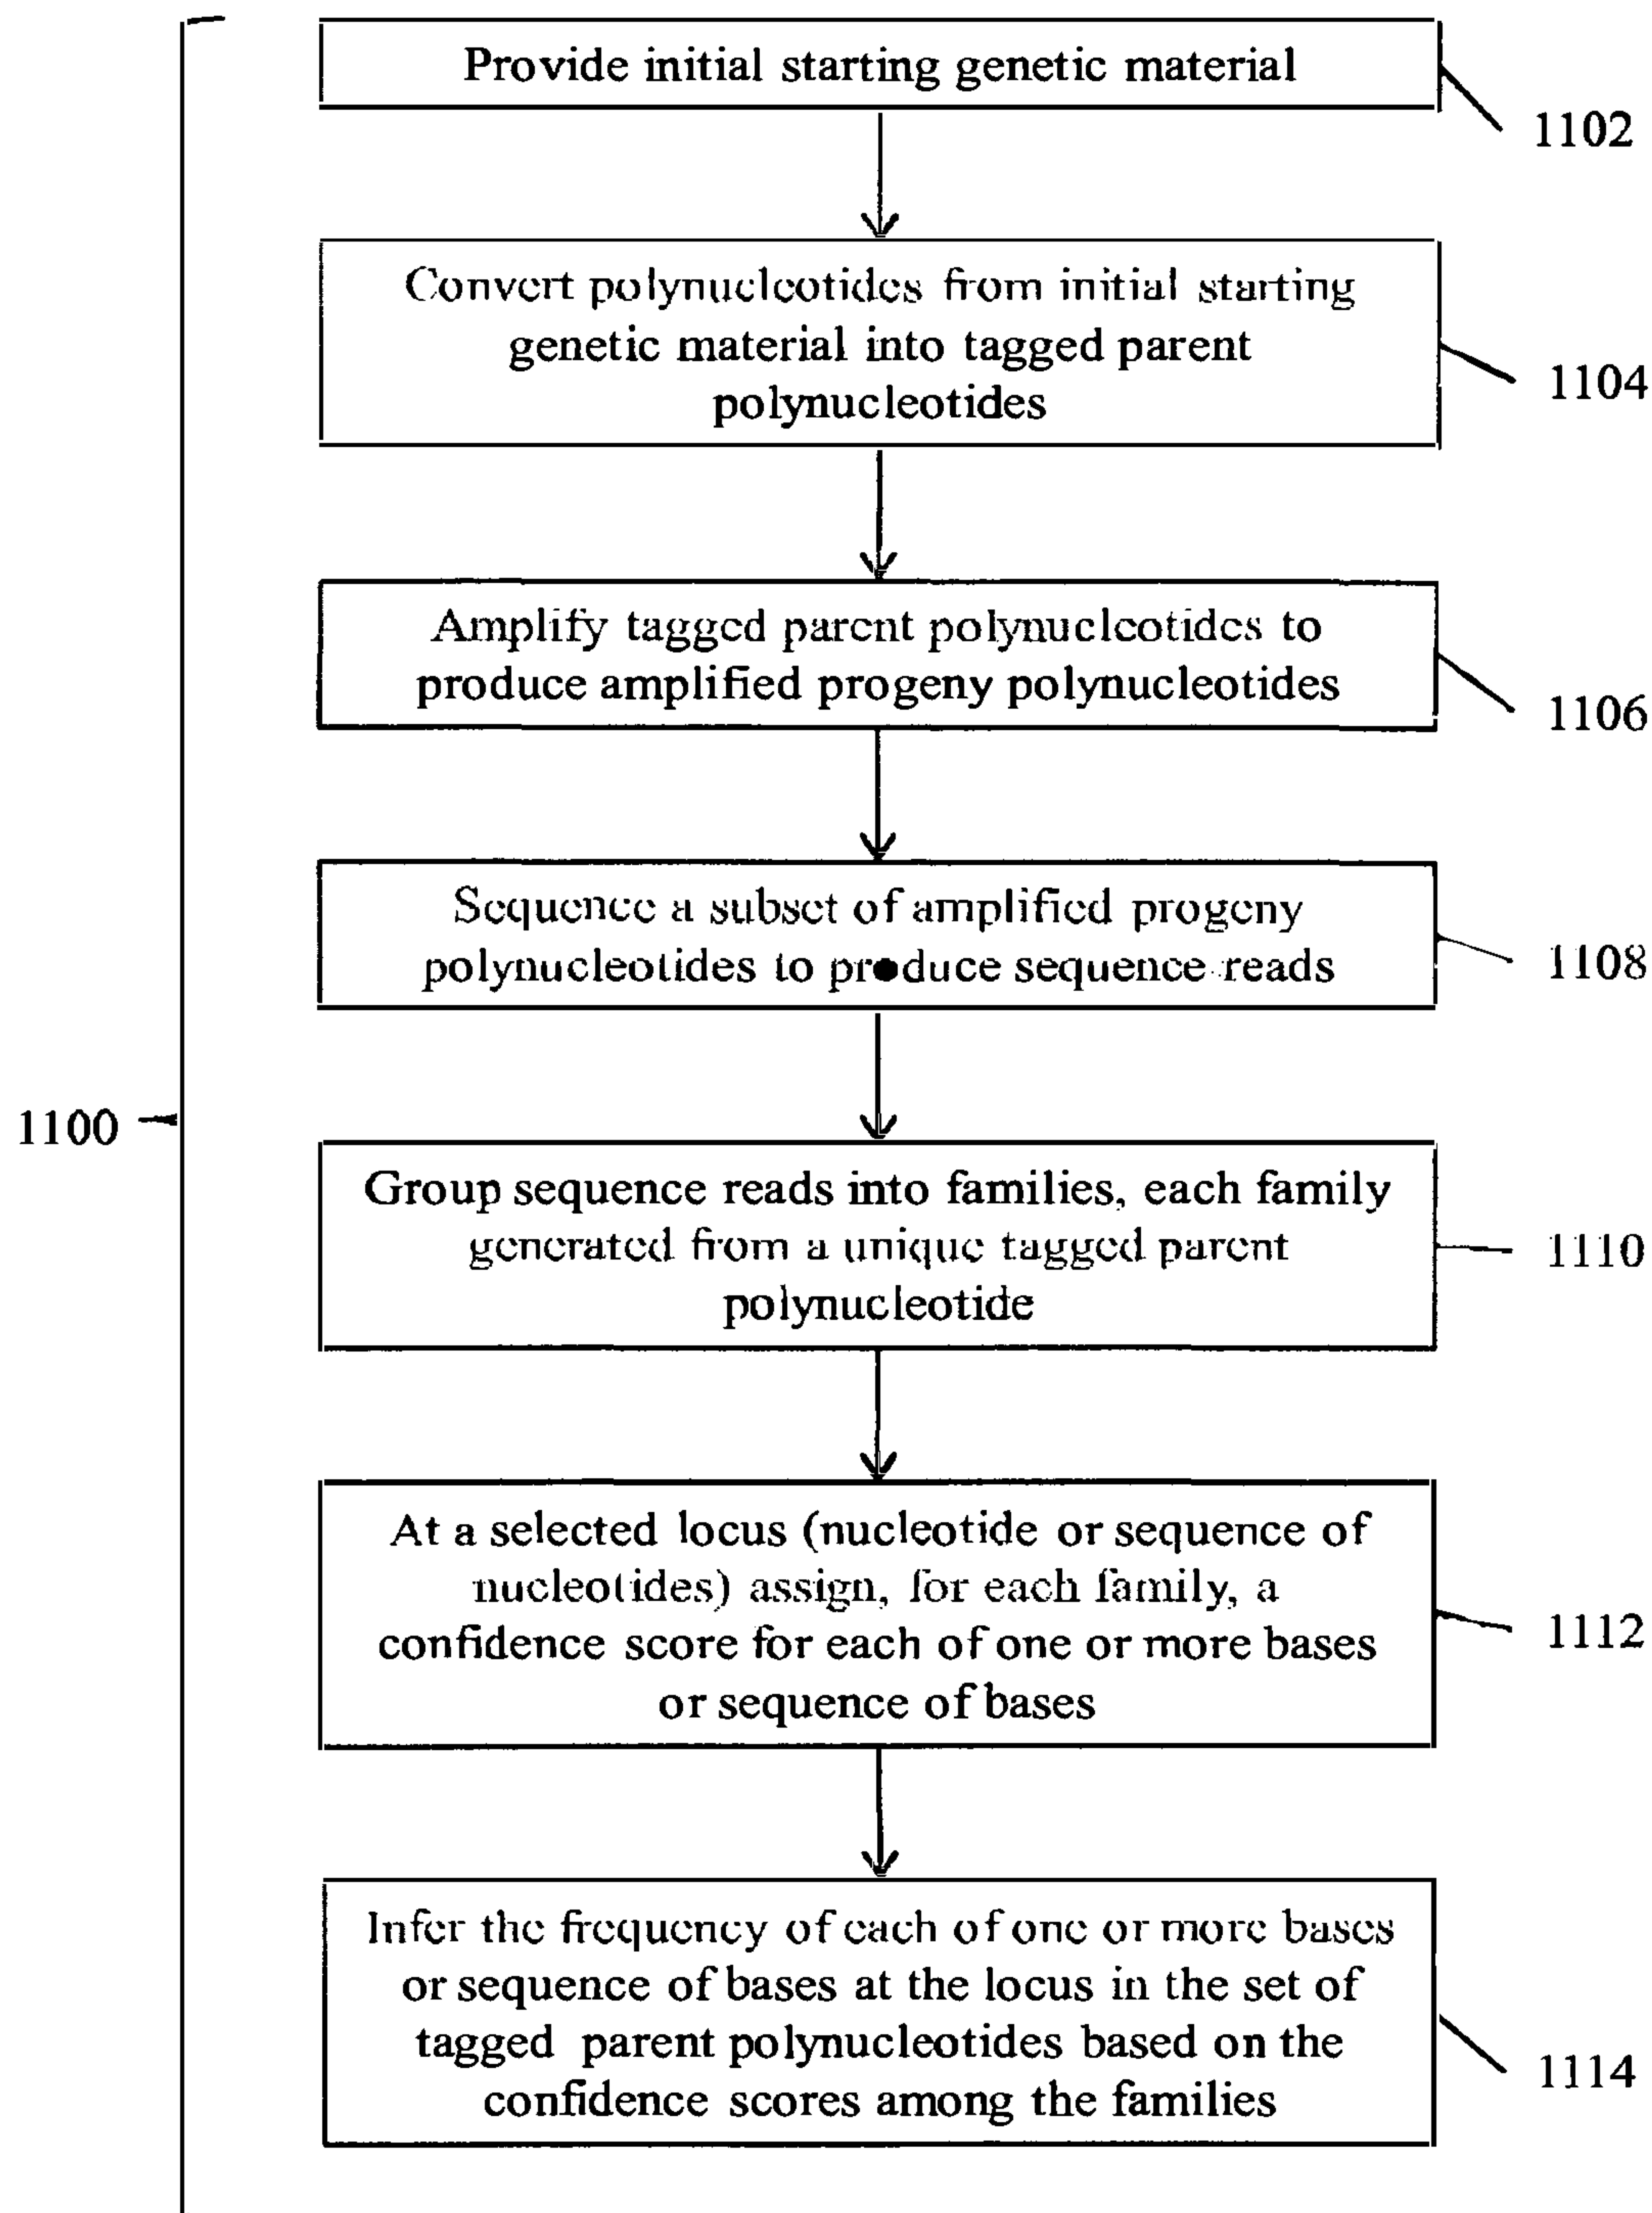 Provide initial starting genetic material
1102
Convert polynucleotides from initial starting
genetic material into tagged parent
polynucleotides
1104
Amplify tagged parent polynucleotides to
produce amplified progeny polynucleotides
1106
Sequence a subset of amplified progeny
polynucleotides to produce sequence reads
1108
1100
Group sequence reads into families, each family
generated from a unique tagged parent
polynucleotide
1110
At a selected locus (nucleotide or sequence of
nucleotides) assign, for each family, a
confidence score for each of one or more bases
or sequence of bases
1112
Infer the frequency of each of one or more bases
or sequence of bases at the locus in the set of
tagged parent polynucleotides based on the
confidence scores among the families
1114